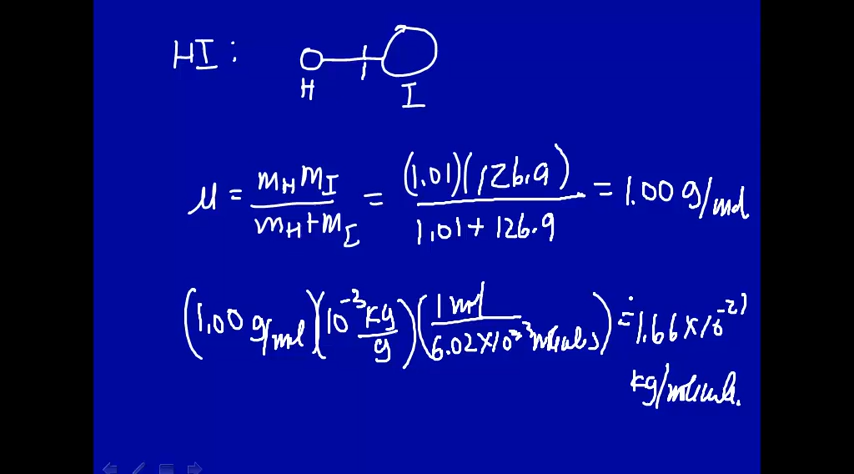 HI:
H
I
μ = m_H m_I / m_H + m_I = (1.01)(126.9) / 1.01 + 126.9 = 1.00 g/mol
(1.00 g/mol)(10^-3 kg/g)(1 mol / 6.02 × 10^23 molecules) = 1.66 × 10^-27
kg/molecule.